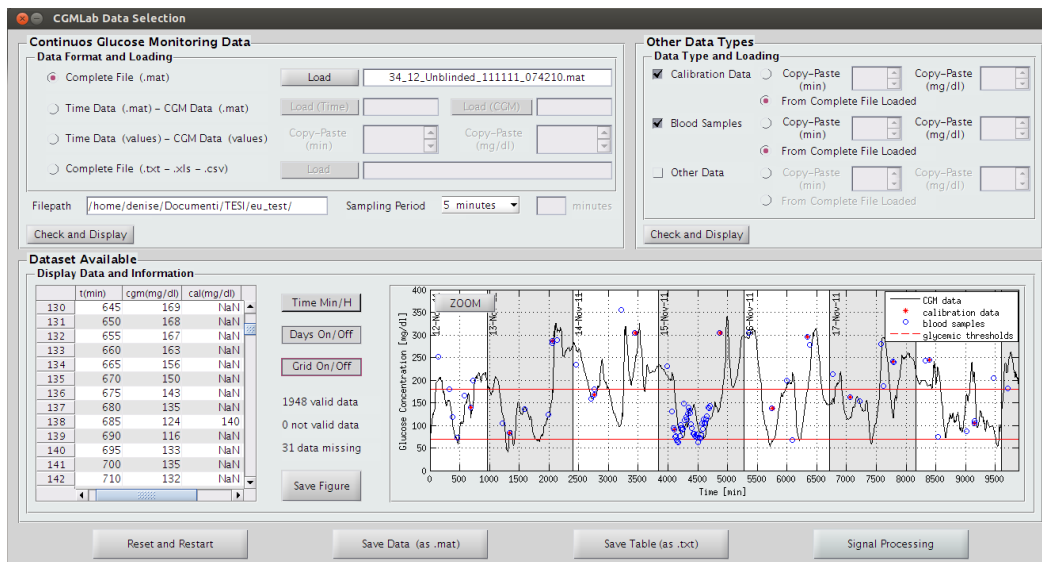 CGMLab Data Selection
Continuos Glucose Monitoring Data
Data Format and Loading
Complete File (.mat)
Load
34_12_Unblinded_111111_074210.mat
Time Data (.mat) – CGM Data (.mat)
Load (Time)
Load (CGM)
Time Data (values) – CGM Data (values)
Copy-Paste (min)
Copy-Paste (mg/dl)
Complete File (.txt – .xls – .csv)
Load
Filepath
/home/denise/Documenti/TESI/eu_test/
Sampling Period
5 minutes
minutes
Check and Display
Other Data Types
Data Type and Loading
Calibration Data
Copy-Paste (min)
Copy-Paste (mg/dl)
From Complete File Loaded
Blood Samples
Copy-Paste (min)
Copy-Paste (mg/dl)
From Complete File Loaded
Other Data
Copy-Paste (min)
Copy-Paste (mg/dl)
From Complete File Loaded
Check and Display
Dataset Available
Display Data and Information
t(min) cgm(mg/dl) cal(mg/dl)
130 645 169 NaN
131 650 168 NaN
132 655 167 NaN
133 660 163 NaN
134 665 156 NaN
135 670 150 NaN
136 675 143 NaN
137 680 135 NaN
138 685 124 140
139 690 116 NaN
140 695 133 NaN
141 700 135 NaN
142 710 132 NaN
Time Min/H
Days On/Off
Grid On/Off
1948 valid data
0 not valid data
31 data missing
Save Figure
Glucose Concentration [mg/dl]
400
350
300
250
200
150
100
50
0
ZOOM
14-Nov-11
15-Nov-11
17-Nov-11
CGM data
calibration data
blood samples
glycemic thresholds
0 500 1000 1500 2000 2500 3000 3500 4000 4500 5000 5500 6000 6500 7000 7500 8000 8500 9000 9500
Time [min]
Reset and Restart
Save Data (as .mat)
Save Table (as .txt)
Signal Processing